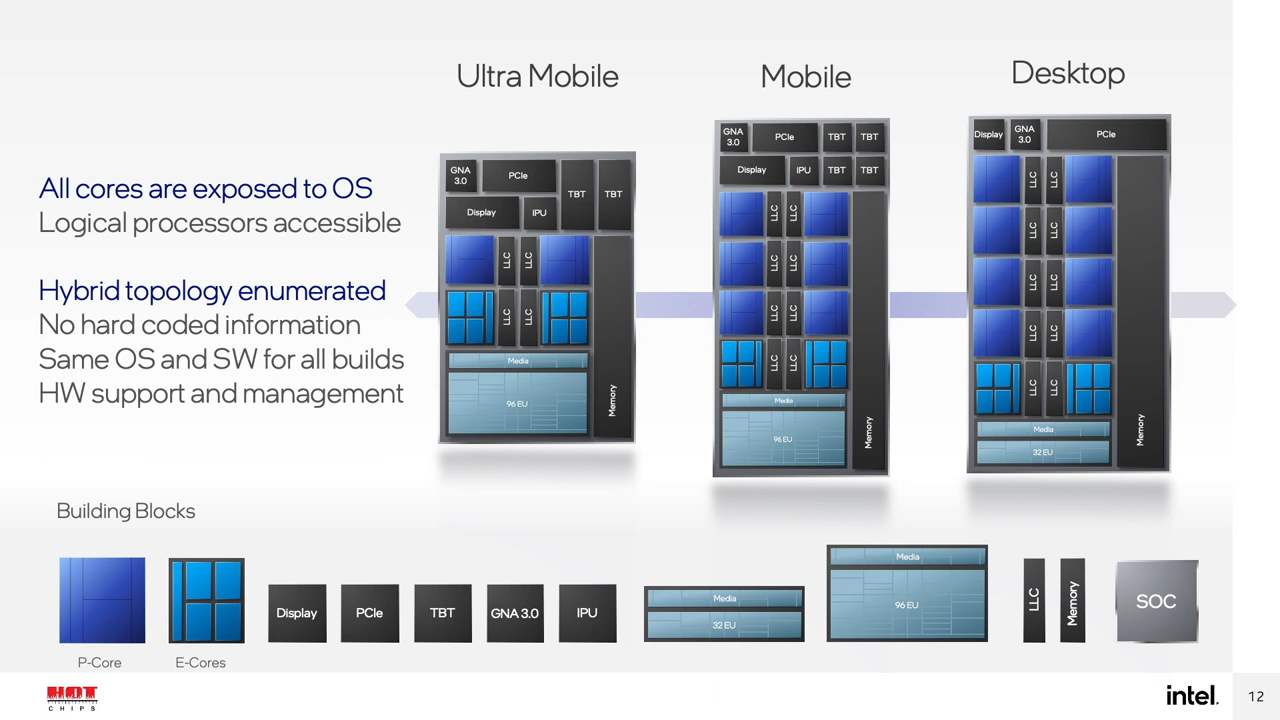 Ultra Mobile
Mobile
Desktop
All cores are exposed to OS
Logical processors accessible
Hybrid topology enumerated
No hard coded information
Same OS and SW for all builds
HW support and management
GNA 3.0
PCIe
TBT
TBT
Display
IPU
LLC
LLC
LLC
LLC
Media
96 EU
Memory
GNA 3.0
PCIe
TBT
TBT
Display
IPU
TBT
TBT
LLC
LLC
LLC
LLC
LLC
LLC
LLC
LLC
Media
96 EU
Memory
Display
GNA 3.0
PCIe
LLC
LLC
LLC
LLC
LLC
LLC
LLC
LLC
LLC
LLC
Media
32 EU
Memory
Building Blocks
P-Core
E-Cores
Display
PCIe
TBT
GNA 3.0
IPU
Media
32 EU
Media
96 EU
LLC
Memory
SOC
HOT
CHIPS
intel.
12